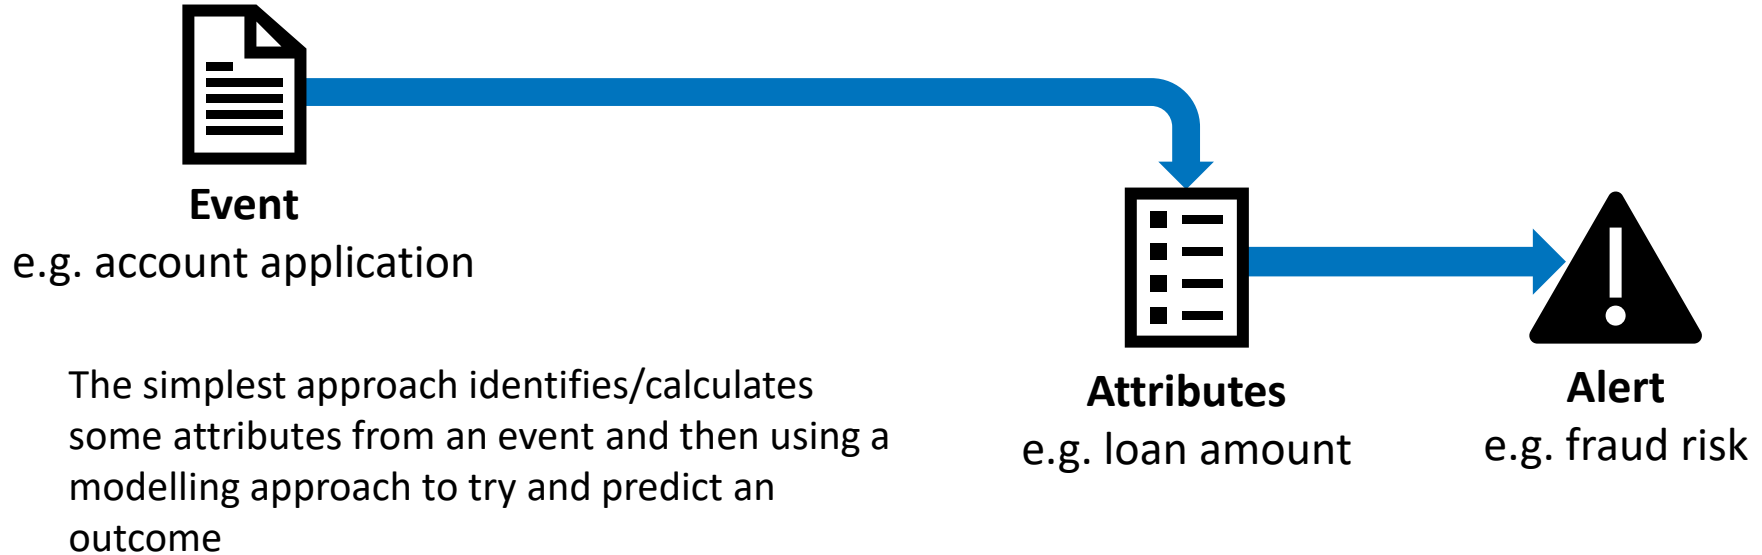 Event
e.g. account application
The simplest approach identifies/calculates
some attributes from an event and then using a
modelling approach to try and predict an
outcome
Attributes
e.g. loan amount
Alert
e.g. fraud risk